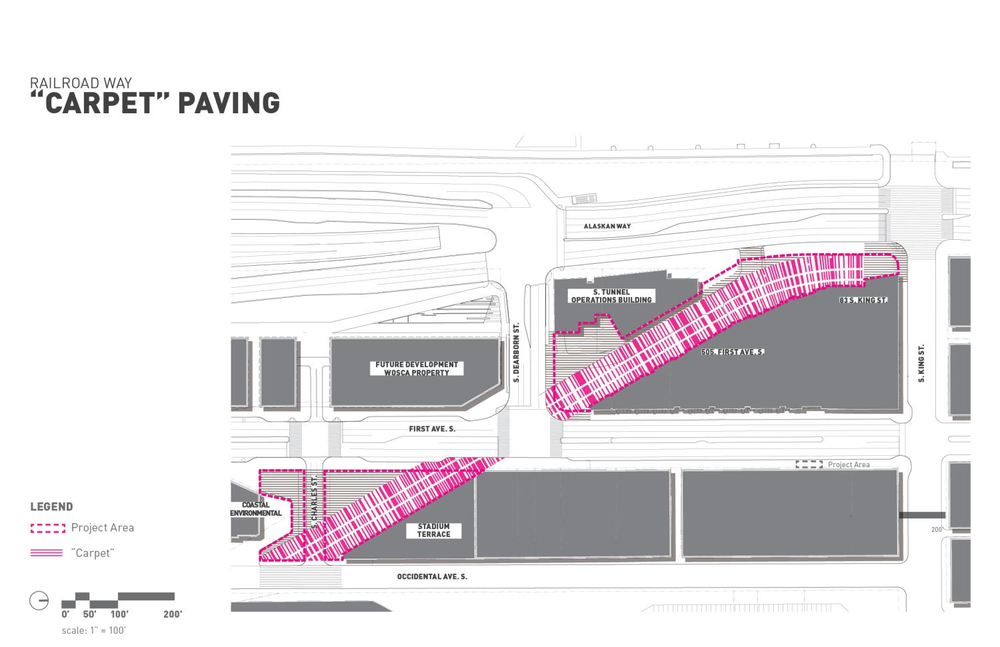 RAILROAD WAY
“CARPET” PAVING
ALASKAN WAY
S. TUNNEL
OPERATIONS BUILDING
83 S. KING ST.
S. DEARBORN ST.
505. FIRST AVE. S.
S. KING ST.
FUTURE DEVELOPMENT
WOSCA PROPERTY
FIRST AVE. S.
Project Area
S. CHARLES ST.
COASTAL
ENVIRONMENTAL
STADIUM
TERRACE
200'
OCCIDENTAL AVE. S.
LEGEND
Project Area
“Carpet”
0’ 50’ 100’ 200’
scale: 1” = 100’